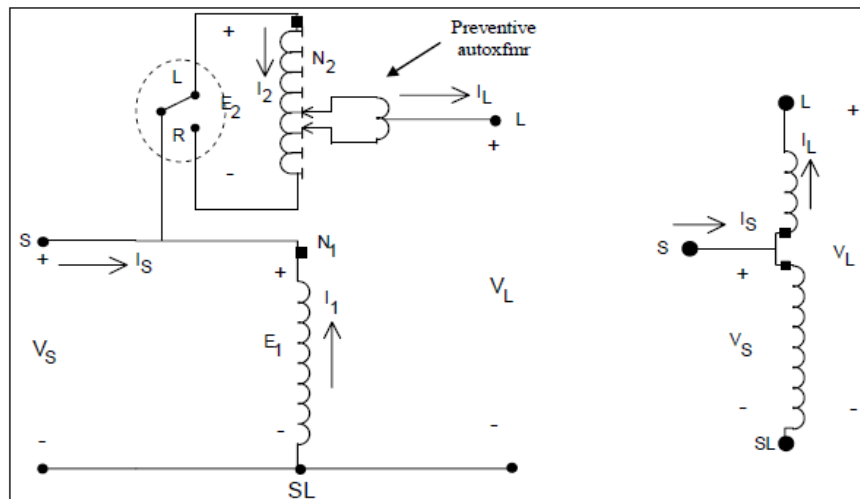 Preventive
autoxfmr
+
N2
L
I2
E2
IL
L
+
R
-
S
+
IS
N1
+
I1
E1
VS
VL
-
-
-
SL
L
+
IL
IS
S
+
VL
VS
-
-
SL